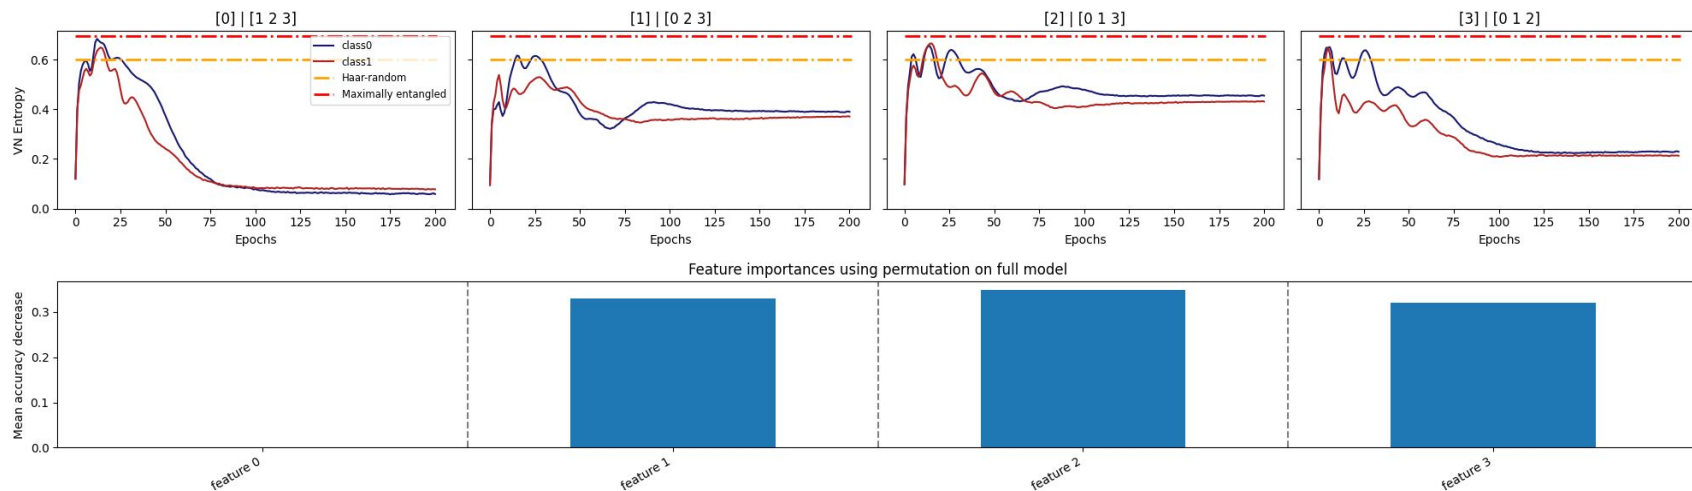 [0] | [1 2 3]
[1] | [0 2 3]
[2] | [0 1 3]
[3] | [0 1 2]
VN Entropy
0.6
0.4
0.2
0.0
class0
class1
Haar-random
Maximally entangled
0 25 50 75 100 125 150 175 200
0 25 50 75 100 125 150 175 200
0 25 50 75 100 125 150 175 200
0 25 50 75 100 125 150 175 200
Epochs
Epochs
Epochs
Epochs
Feature importances using permutation on full model
Mean accuracy decrease
0.3
0.2
0.1
0.0
feature 0
feature 1
feature 2
feature 3